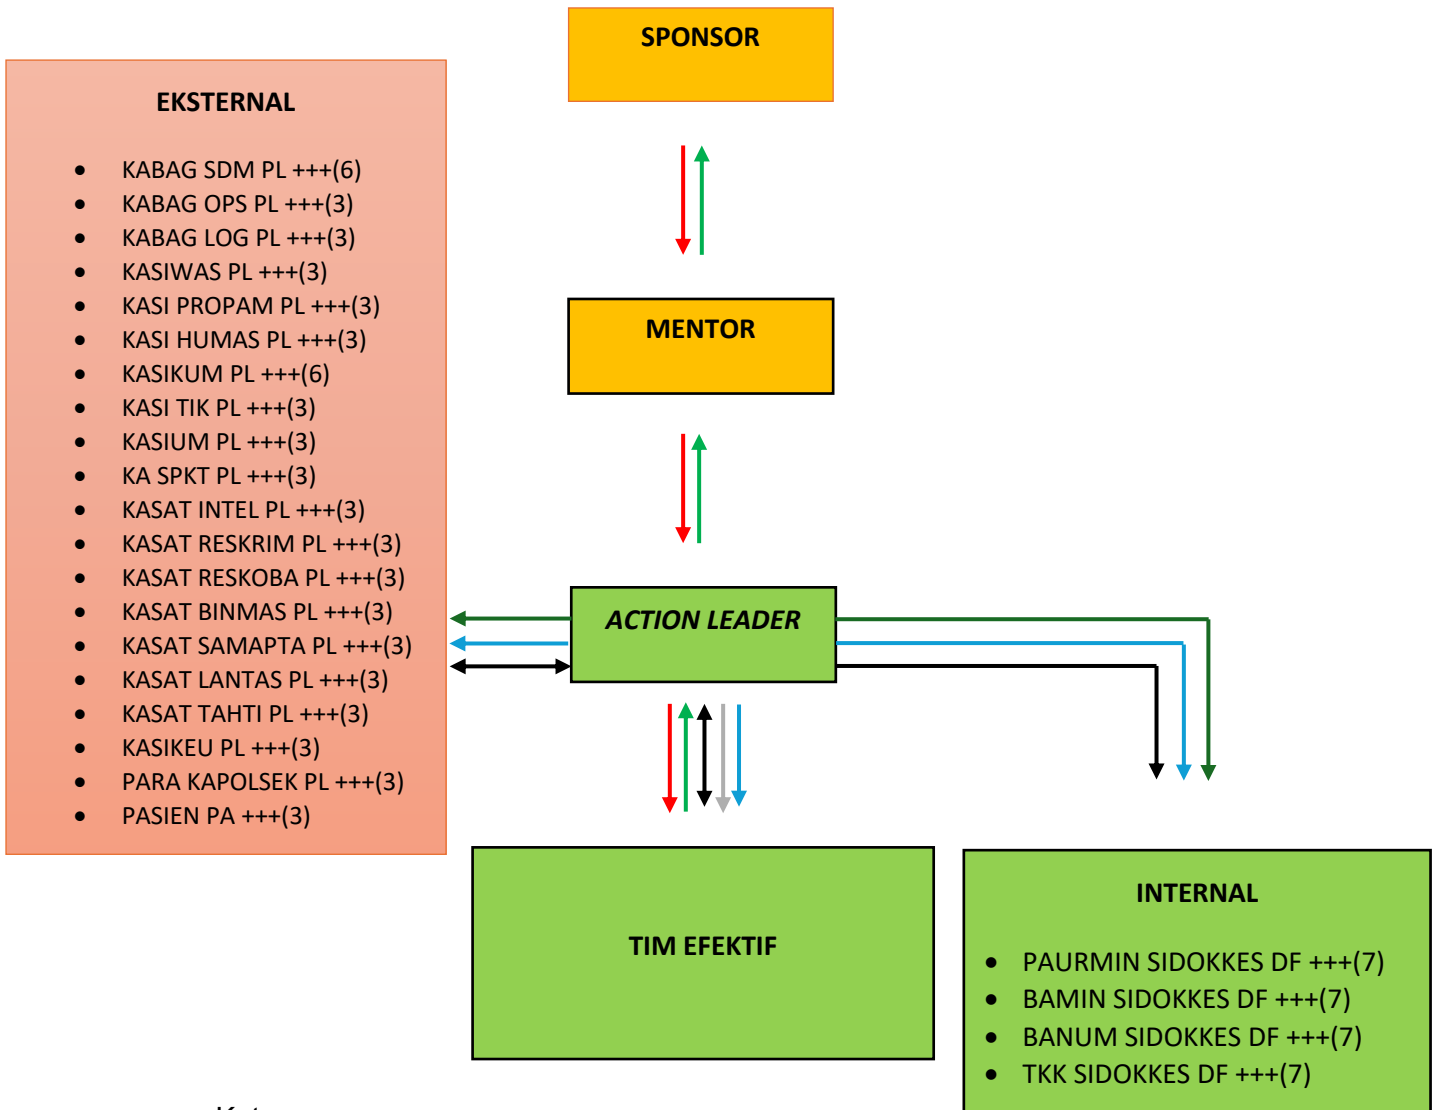 SPONSOR
EKSTERNAL
• KABAG SDM PL +++(6)
• KABAG OPS PL +++(3)
• KABAG LOG PL +++(3)
• KASIWAS PL +++(3)
• KASI PROPAM PL +++(3)
• KASI HUMAS PL +++(3)
• KASIKUM PL +++(6)
• KASI TIK PL +++(3)
• KASIUM PL +++(3)
• KA SPKT PL +++(3)
• KASAT INTEL PL +++(3)
• KASAT RESKRIM PL +++(3)
• KASAT RESKOBA PL +++(3)
• KASAT BINMAS PL +++(3)
• KASAT SAMAPTA PL +++(3)
• KASAT LANTAS PL +++(3)
• KASAT TAHTI PL +++(3)
• KASIKEU PL +++(3)
• PARA KAPOLSEK PL +++(3)
• PASIEN PA +++(3)
MENTOR
ACTION LEADER
TIM EFEKTIF
INTERNAL
• PAURMIN SIDOKKES DF +++(7)
• BAMIN SIDOKKES DF +++(7)
• BANUM SIDOKKES DF +++(7)
• TKK SIDOKKES DF +++(7)